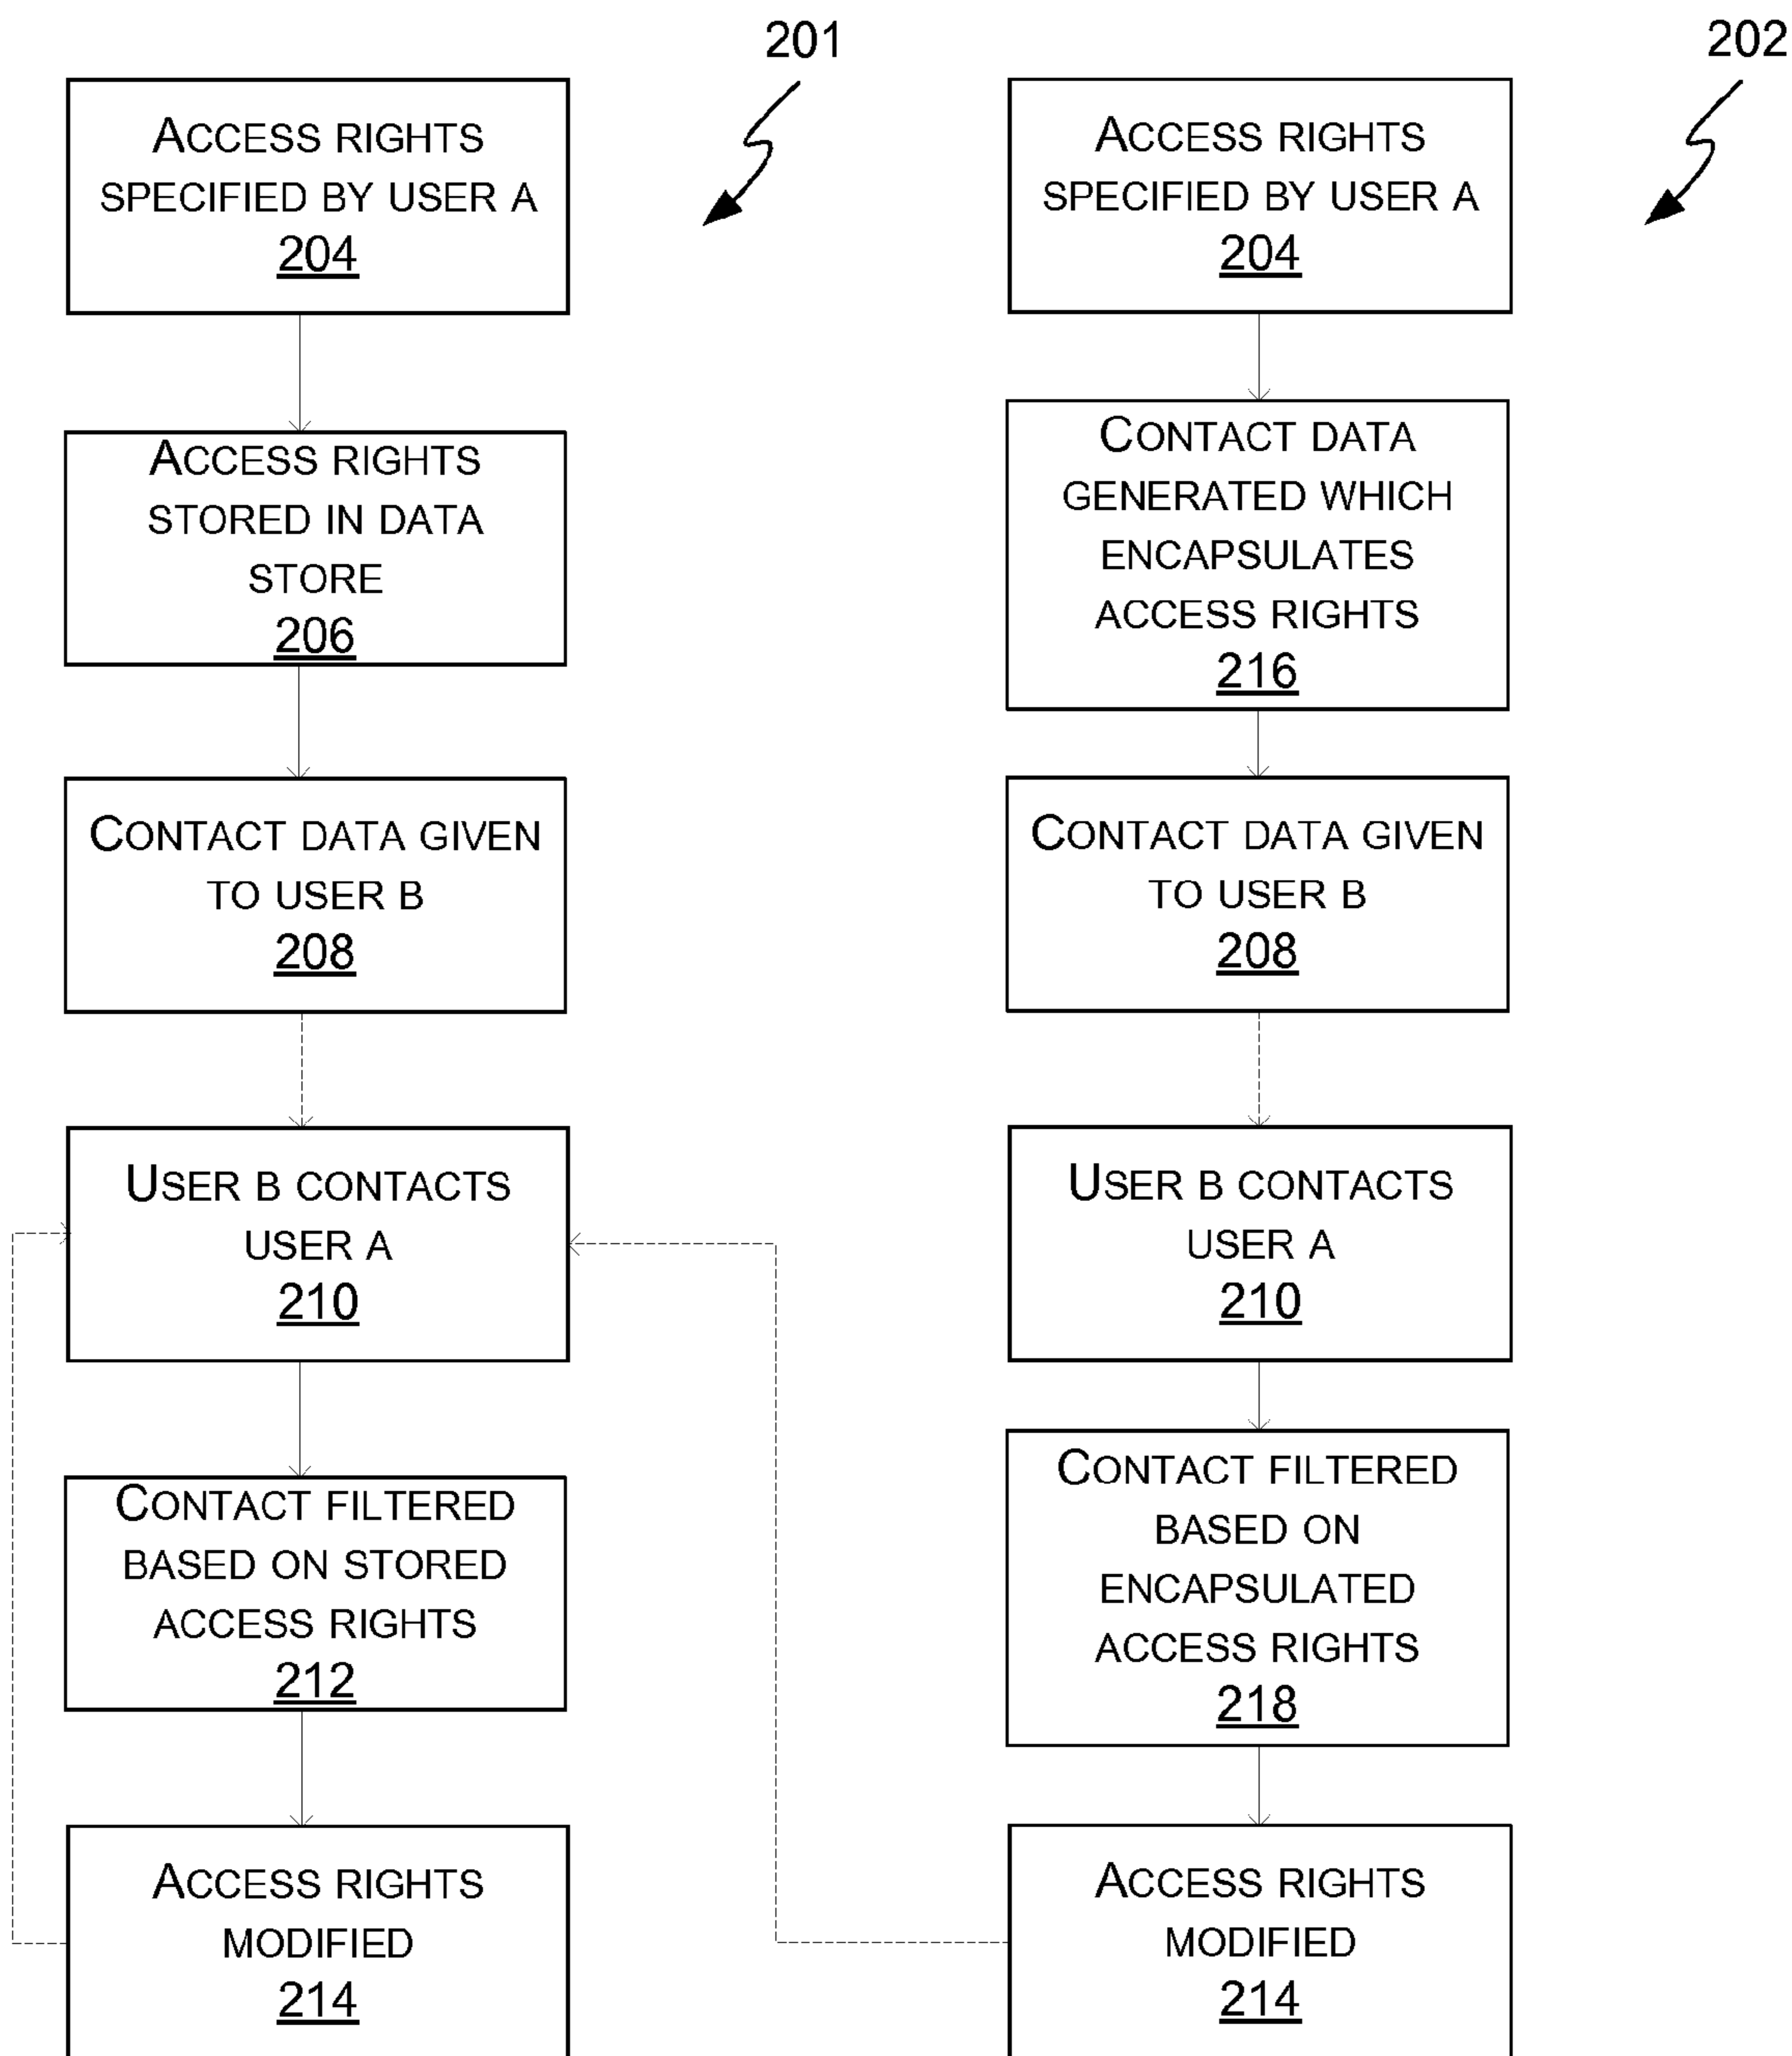 201
ACCESS RIGHTS
SPECIFIED BY USER A
204
ACCESS RIGHTS
STORED IN DATA
STORE
206
CONTACT DATA GIVEN
TO USER B
208
USER B CONTACTS
USER A
210
CONTACT FILTERED
BASED ON STORED
ACCESS RIGHTS
212
ACCESS RIGHTS
MODIFIED
214
202
ACCESS RIGHTS
SPECIFIED BY USER A
204
CONTACT DATA
GENERATED WHICH
ENCAPSULATES
ACCESS RIGHTS
216
CONTACT DATA GIVEN
TO USER B
208
USER B CONTACTS
USER A
210
CONTACT FILTERED
BASED ON
ENCAPSULATED
ACCESS RIGHTS
218
ACCESS RIGHTS
MODIFIED
214